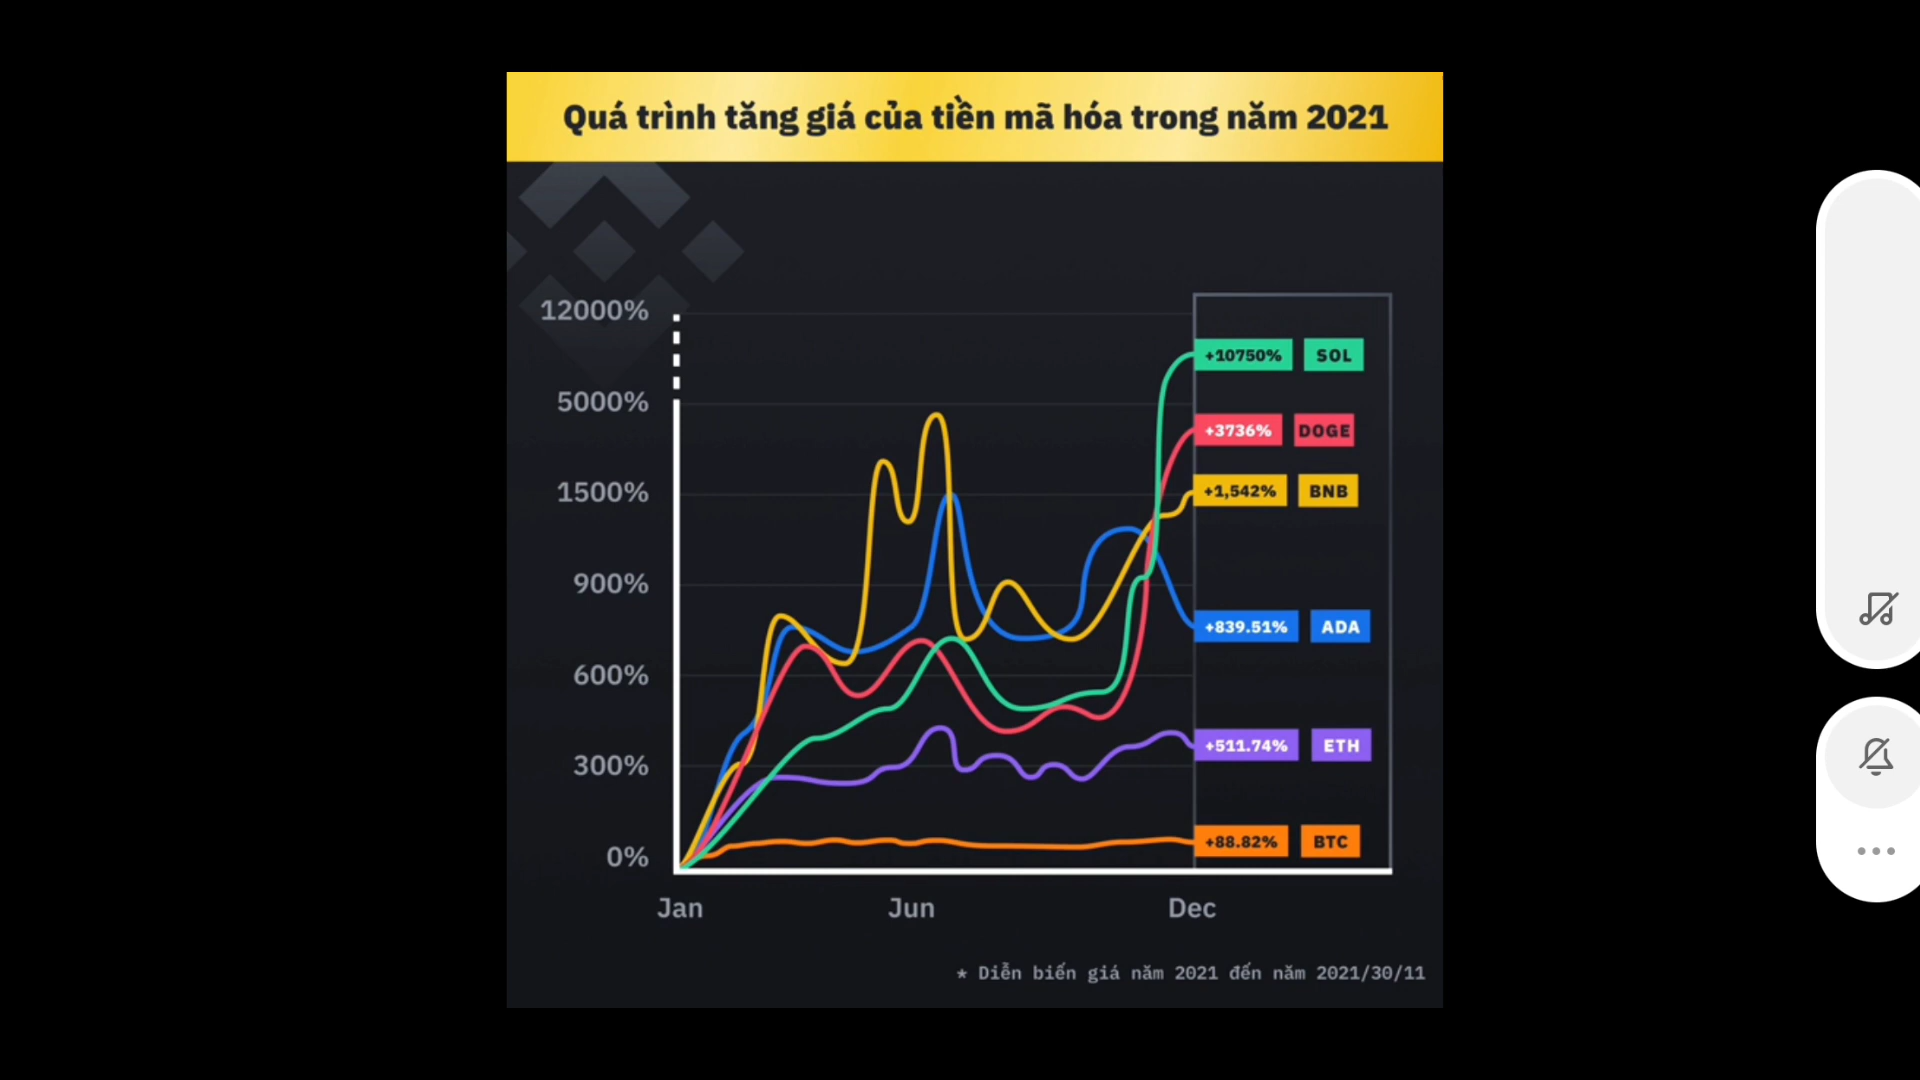 Quá trình tăng giá của tiền mã hóa trong năm 2021
12000%
5000%
1500%
900%
600%
300%
0%
+10750% SOL
+3736% DOGE
+1,542% BNB
+839.51% ADA
+511.74% ETH
+88.82% BTC
Jan Jun Dec
* Diễn biến giá năm 2021 đến năm 2021/30/11